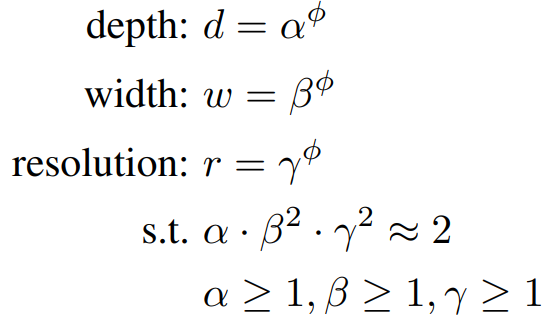 depth: d = α^ϕ
width: w = β^ϕ
resolution: r = γ^ϕ
s.t. α · β² · γ² ≈ 2
α ≥ 1, β ≥ 1, γ ≥ 1